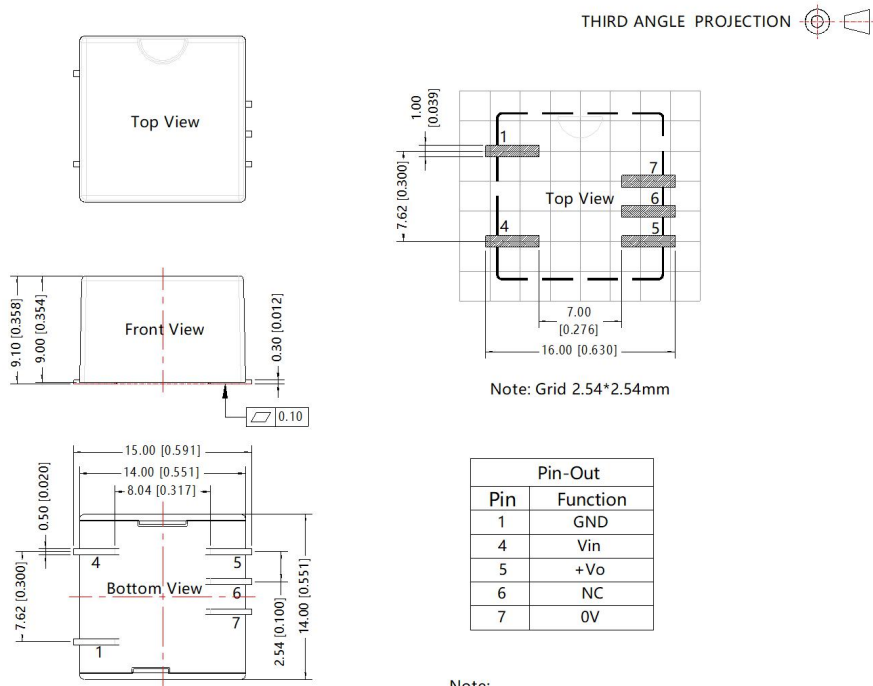 THIRD ANGLE PROJECTION
Top View
1.00
[0.039]
7.62 [0.300]
1
4
7
6
5
Top View
7.00
[0.276]
16.00 [0.630]
Note: Grid 2.54*2.54mm
9.10 [0.358]
9.00 [0.354]
Front View
0.30 [0.012]
0.10
15.00 [0.591]
14.00 [0.551]
8.04 [0.317]
0.50 [0.020]
7.62 [0.300]
4
5
Bottom View
6
7
1
2.54 [0.100]
14.00 [0.551]
Pin-Out
Pin Function
1 GND
4 Vin
5 +Vo
6 NC
7 0V
Note: